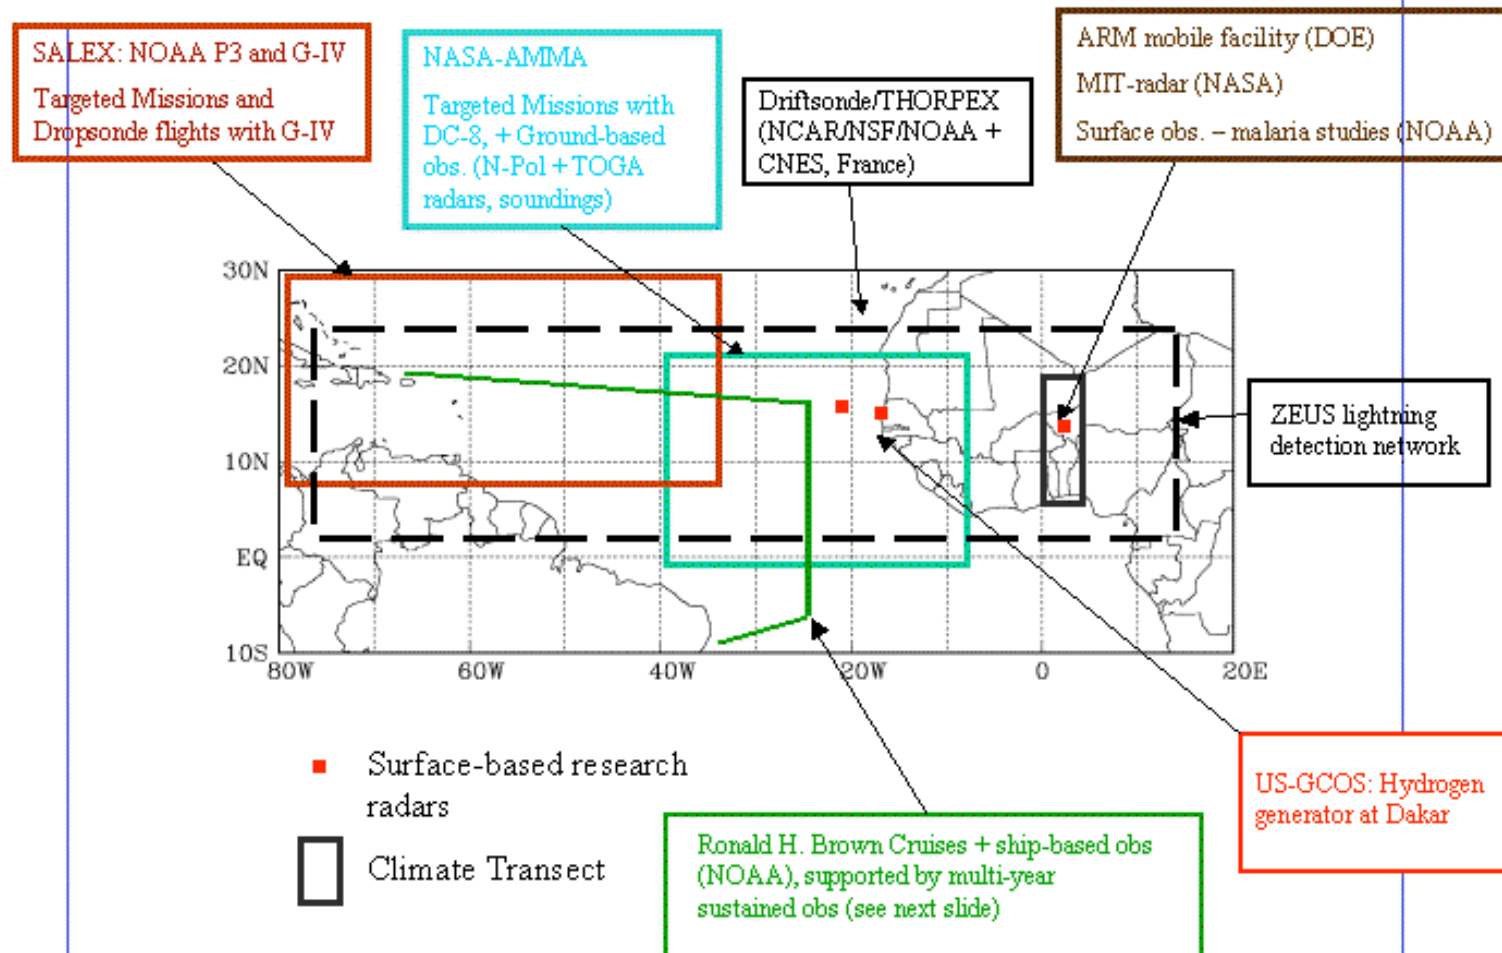 SALEX: NOAA P3 and G-IV
Targeted Missions and
Dropsonde flights with G-IV
NASA-AMMA
Targeted Missions with
DC-8, + Ground-based
obs. (N-Pol + TOGA
radars, soundings)
Driftsonde/THORPEX
(NCAR/NSF/NOAA +
CNES, France)
ARM mobile facility (DOE)
MIT-radar (NASA)
Surface obs. – malaria studies (NOAA)
30N
20N
10N
EQ
10S
80W
60W
40W
20W
0
20E
ZEUS lightning
detection network
Surface-based research
radars
Climate Transect
Ronald H. Brown Cruises + ship-based obs
(NOAA), supported by multi-year
sustained obs (see next slide)
US-GCOS: Hydrogen
generator at Dakar